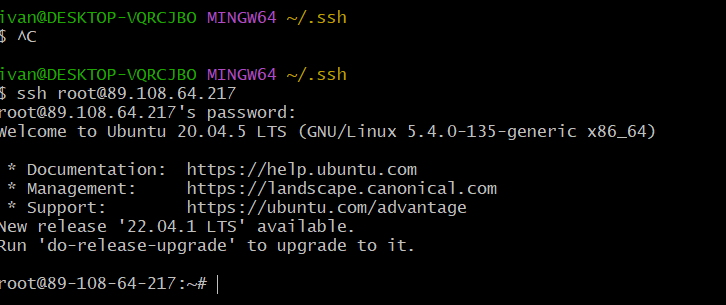 ivan@DESKTOP-VQRCJBO MINGW64 ~/.ssh
$ ^C
ivan@DESKTOP-VQRCJBO MINGW64 ~/.ssh
$ ssh root@89.108.64.217
root@89.108.64.217's password:
Welcome to Ubuntu 20.04.5 LTS (GNU/Linux 5.4.0-135-generic x86_64)
* Documentation:  https://help.ubuntu.com
* Management:     https://landscape.canonical.com
* Support:        https://ubuntu.com/advantage
New release '22.04.1 LTS' available.
Run 'do-release-upgrade' to upgrade to it.
root@89-108-64-217:~#